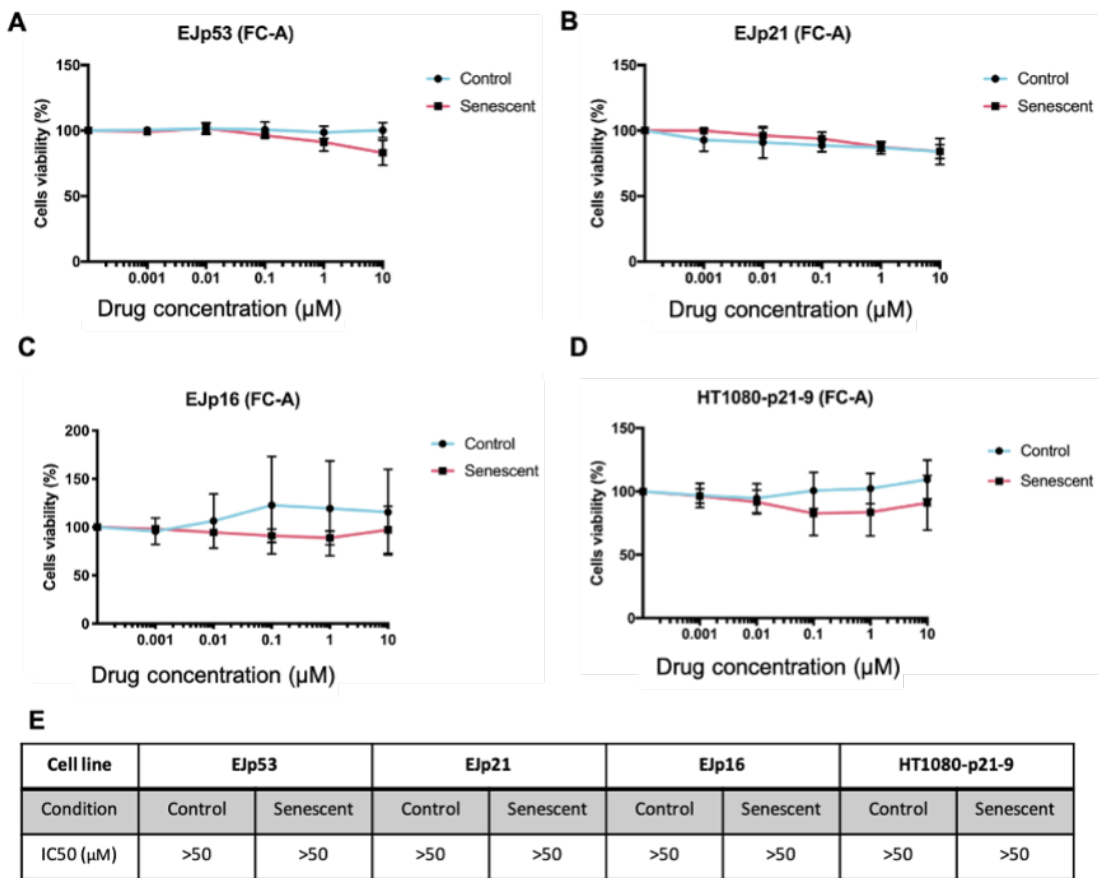 A
EJp53 (FC-A)
Cells viability (%)
150
100
50
0
0.001 0.01 0.1 1 10
Drug concentration (µM)
Control
Senescent
B
EJp21 (FC-A)
Cells viability (%)
150
100
50
0
0.001 0.01 0.1 1 10
Drug concentration (µM)
Control
Senescent
C
EJp16 (FC-A)
Cells viability (%)
200
150
100
50
0
0.001 0.01 0.1 1 10
Drug concentration (µM)
Control
Senescent
D
HT1080-p21-9 (FC-A)
Cells viability (%)
150
100
50
0
0.001 0.01 0.1 1 10
Drug concentration (µM)
Control
Senescent
E
Cell line EJp53 EJp21 EJp16 HT1080-p21-9
Condition Control Senescent Control Senescent Control Senescent Control Senescent
IC50 (µM) >50 >50 >50 >50 >50 >50 >50 >50